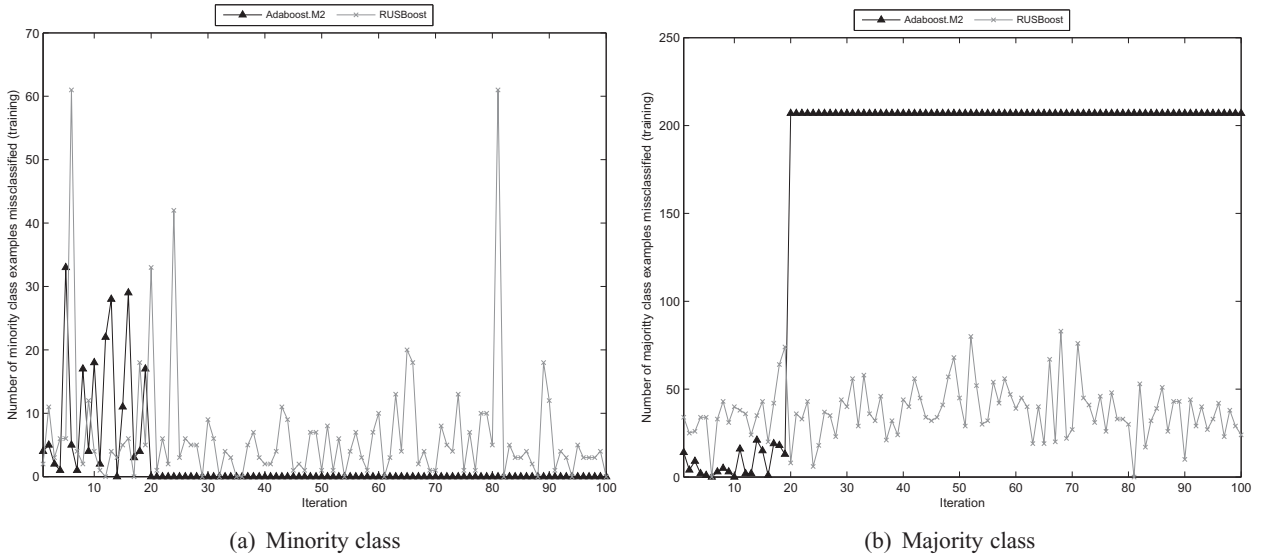 Adaboost.M2 RUSBoost
70
60
50
40
30
20
10
0
Number of minority class examples missclassified (training)
10 20 30 40 50 60 70 80 90 100
Iteration
(a) Minority class
Adaboost.M2 RUSBoost
250
200
150
100
50
0
Number of majoritty class examples missclassified (training)
10 20 30 40 50 60 70 80 90 100
Iteration
(b) Majority class